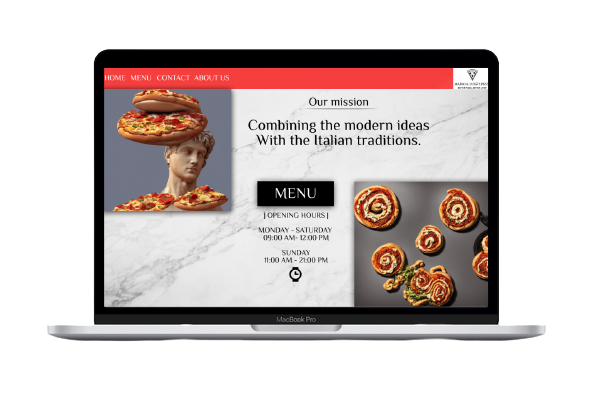 HOME MENU CONTACT ABOUT US
Our mission
Combining the modern ideas
With the Italian traditions.
MENU
| OPENING HOURS |
MONDAY - SATURDAY
09:00 AM- 12:00 PM
SUNDAY
11:00 AM - 21:00 PM
MacBook Pro